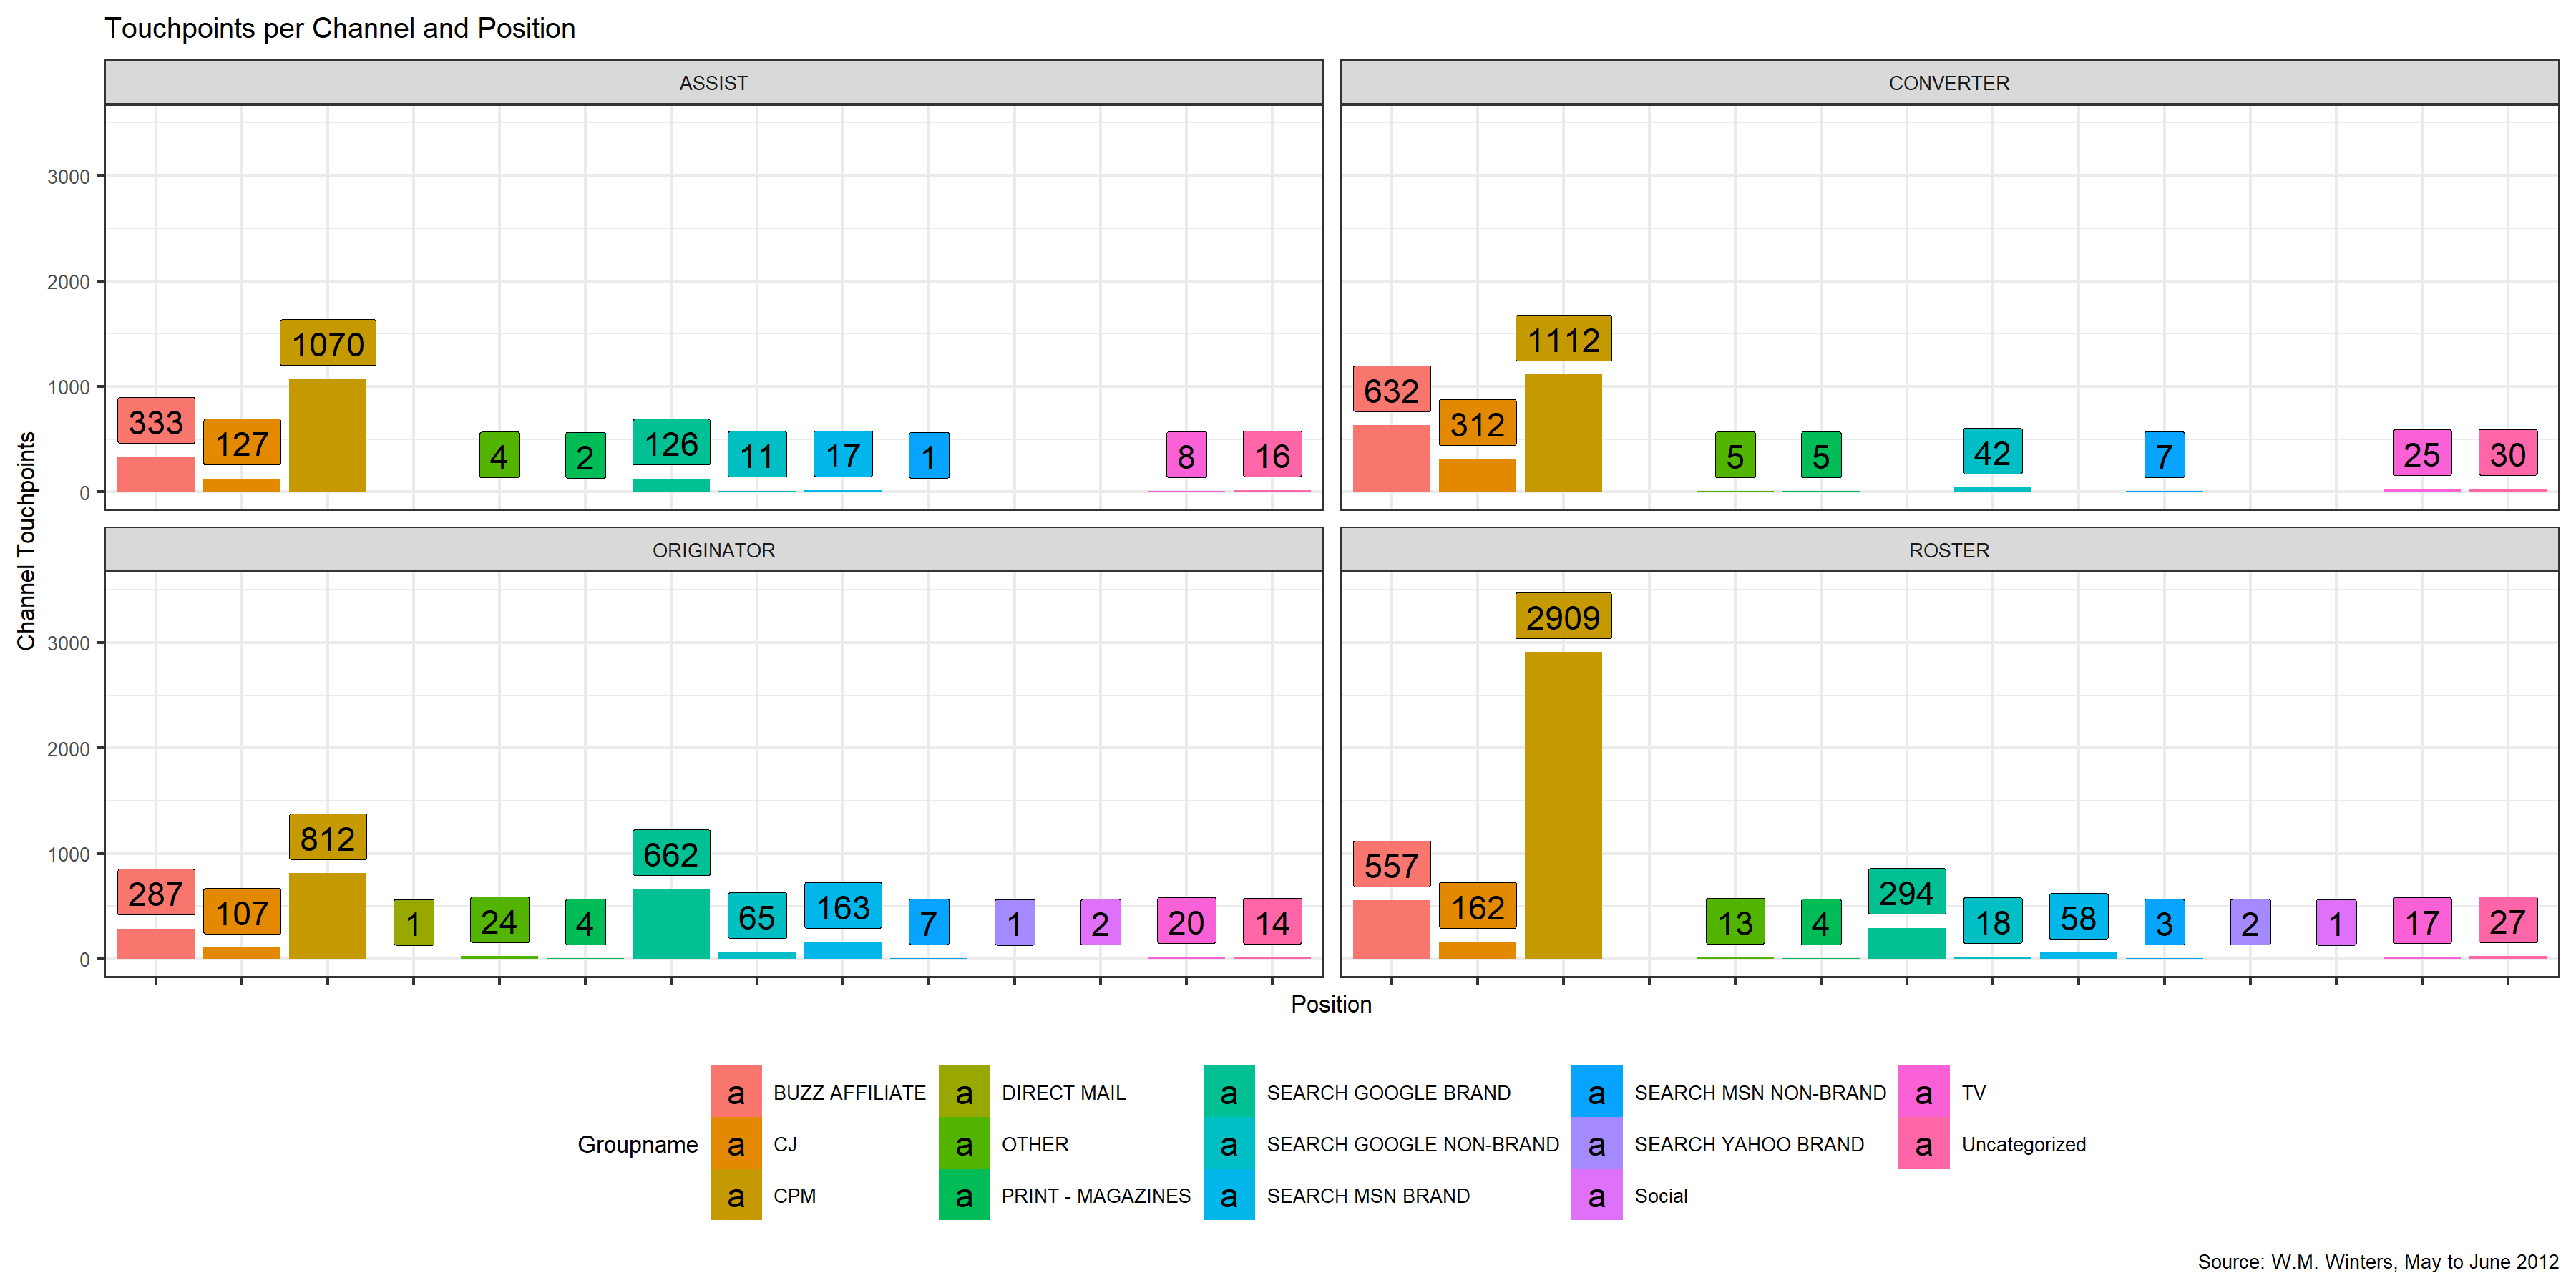 Touchpoints per Channel and Position
ASSIST
CONVERTER
3000
2000
1000
0
1070
333
127
4
2
126
11
17
1
8
16
1112
632
312
5
5
42
7
25
30
Channel Touchpoints
ORIGINATOR
ROSTER
3000
2000
1000
0
287
107
812
1
24
4
662
65
163
7
1
2
20
14
2909
557
162
13
4
294
18
58
3
2
1
17
27
Position
Groupname
a BUZZ AFFILIATE
a CJ
a CPM
a DIRECT MAIL
a OTHER
a PRINT - MAGAZINES
a SEARCH GOOGLE BRAND
a SEARCH GOOGLE NON-BRAND
a SEARCH MSN BRAND
a SEARCH MSN NON-BRAND
a SEARCH YAHOO BRAND
a Social
a TV
a Uncategorized
Source: W.M. Winters, May to June 2012